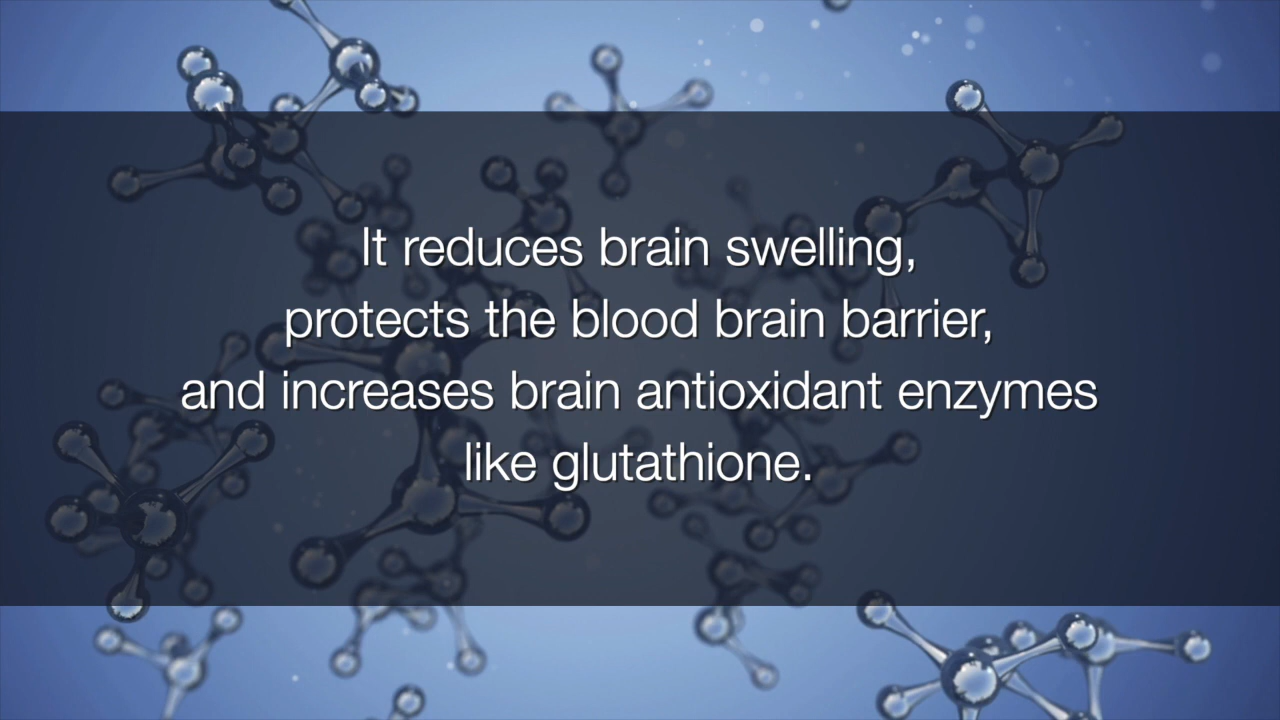 It reduces brain swelling,
protects the blood brain barrier,
and increases brain antioxidant enzymes
like glutathione.